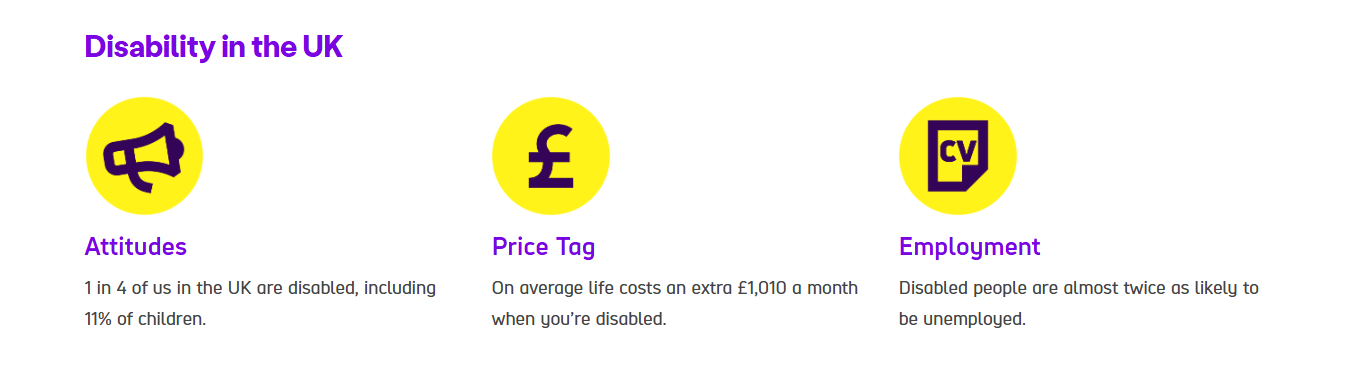 Disability in the UK
CV
Attitudes
1 in 4 of us in the UK are disabled, including
11% of children.
Price Tag
On average life costs an extra £1,010 a month
when you’re disabled.
Employment
Disabled people are almost twice as likely to
be unemployed.